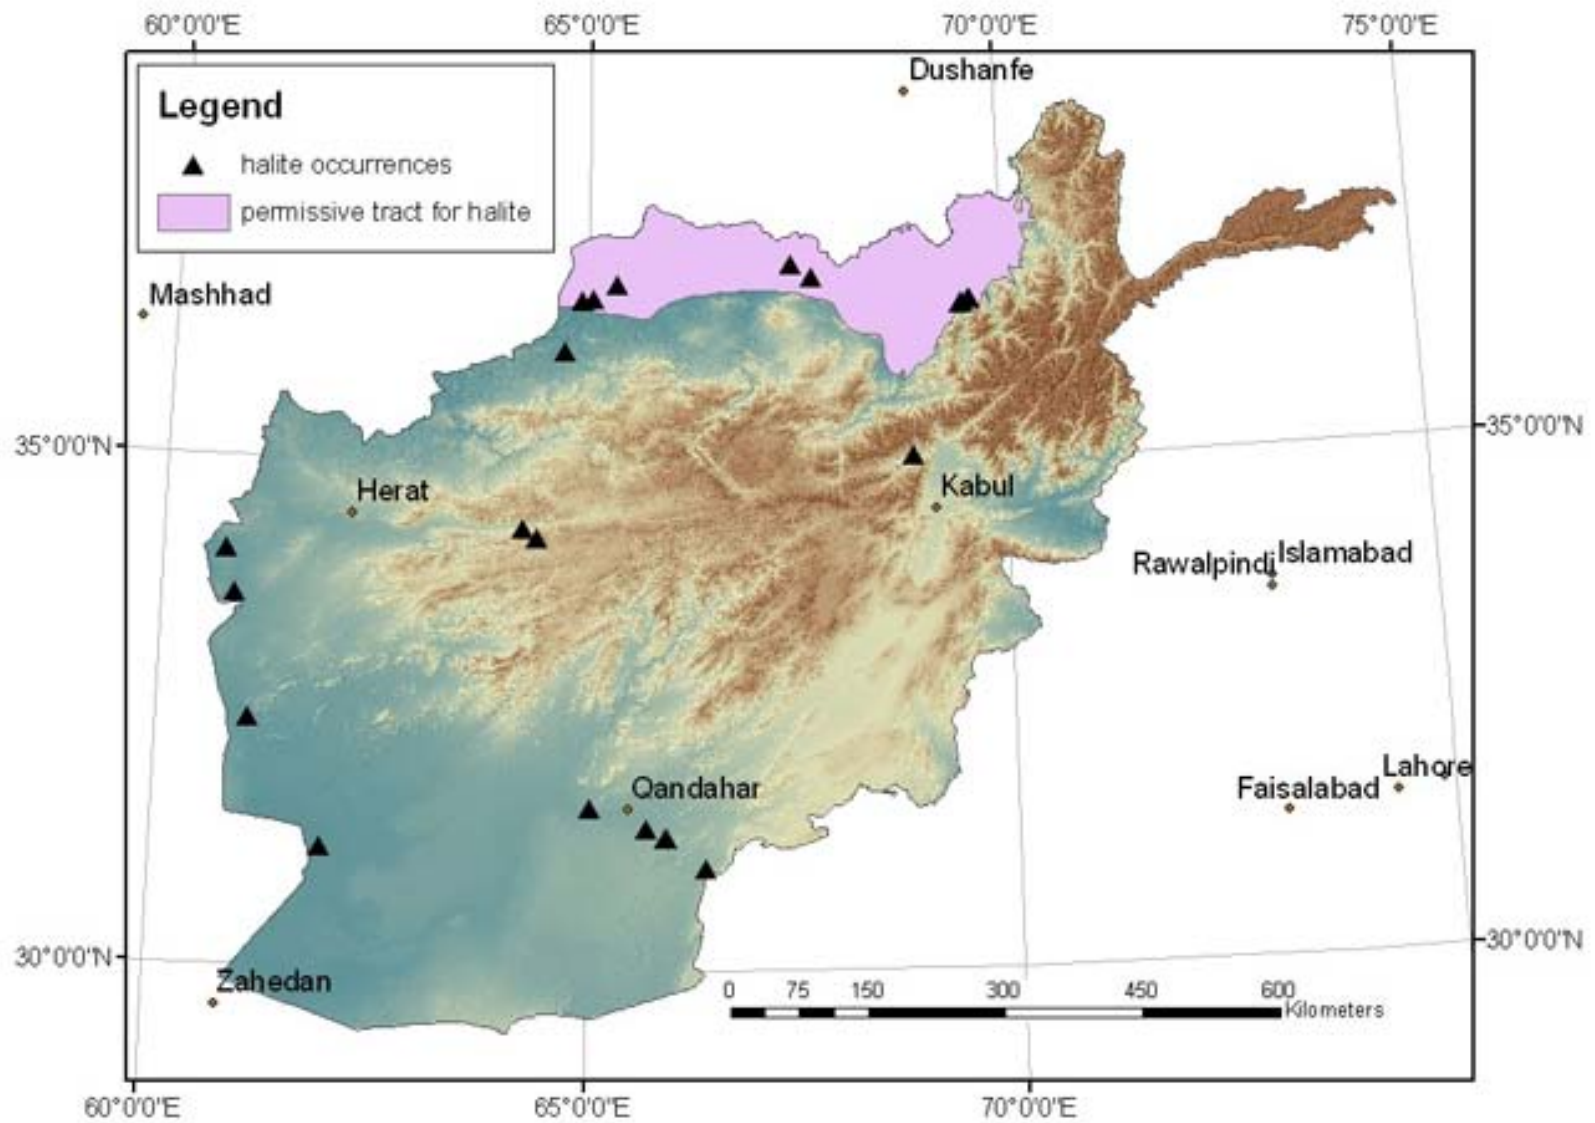 60°0'0"E 65°0'0"E 70°0'0"E 75°0'0"E
Dushanfe
Legend
halite occurrences
permissive tract for halite
Mashhad
35°0'0"N
35°0'0"N
Herat
Kabul
Rawalpindi
Islamabad
Qandahar
Lahore
Faisalabad
30°0'0"N
30°0'0"N
Zahedan
0 75 150 300 450 600
Kilometers
60°0'0"E 65°0'0"E 70°0'0"E